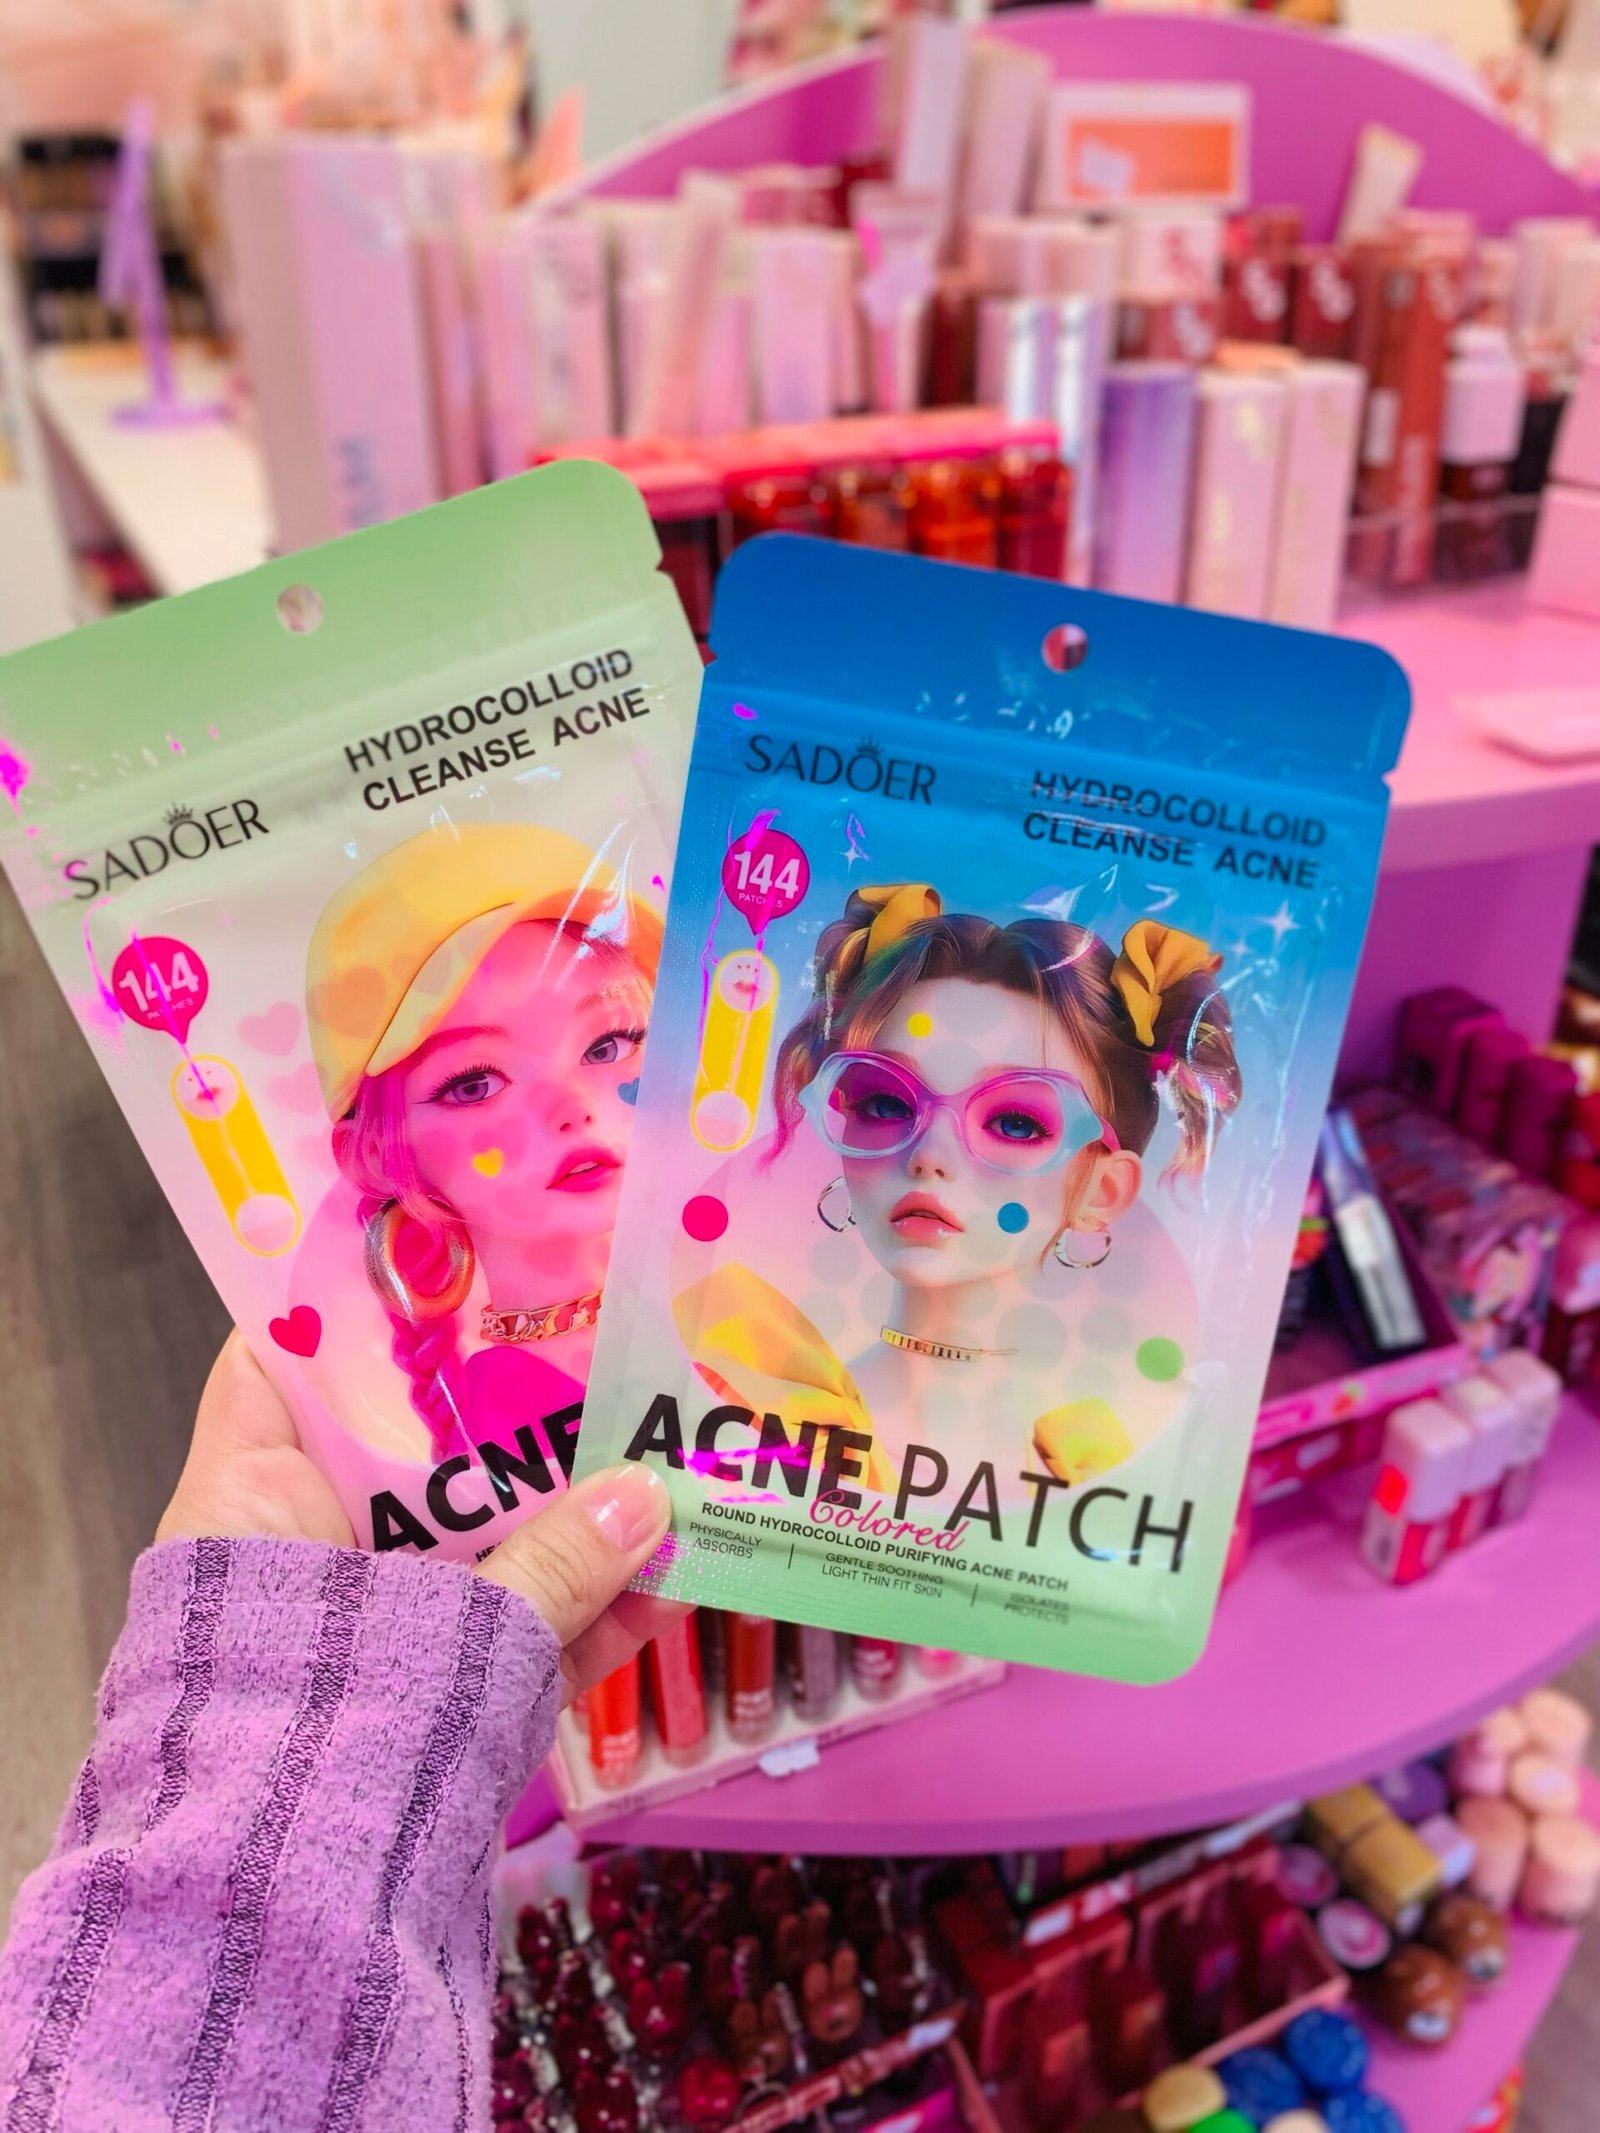 HYDROCOLLOID
CLEANSE ACNE
SADOER
144
PATCHES
ACNE
SADOER
HYDROCOLLOID
CLEANSE ACNE
144
PATCHES
ACNE PATCH
Colored
ROUND HYDROCOLLOID PURIFYING ACNE PATCH
PHYSICALLY
ABSORBS
GENTLE SOOTHING
LIGHT THIN FIT SKIN
ISOLATES
PROTECTS